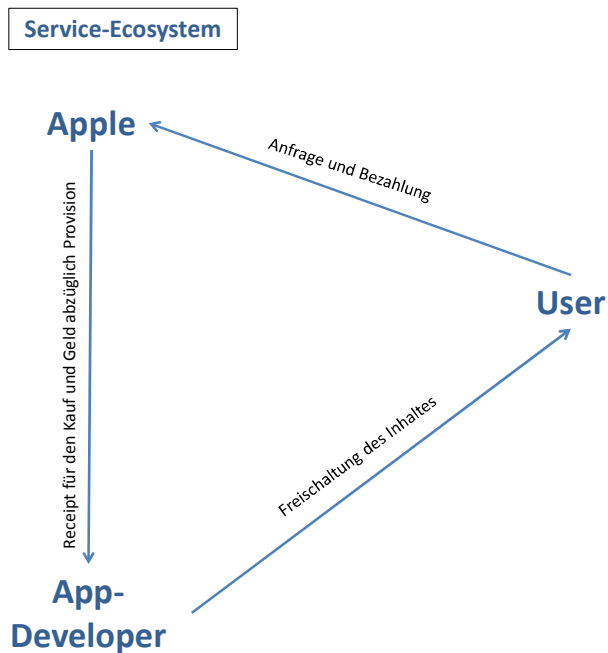 Service-Ecosystem
Apple
Anfrage und Bezahlung
Receipt für den Kauf und Geld abzüglich Provision
User
Freischaltung des Inhaltes
App-
Developer